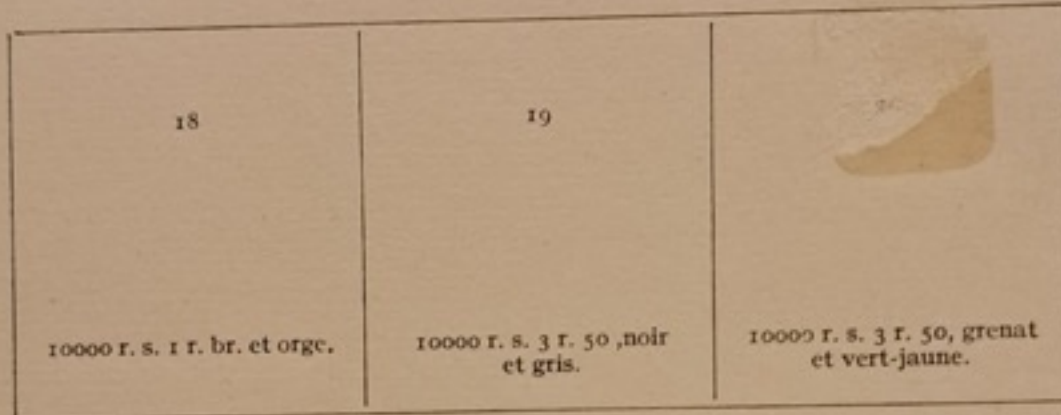 18
10000 r. s. 1 r. br. et orge.
19
10000 r. s. 3 r. 50 ,noir
et gris.
10000 r. s. 3 r. 50, grenat
et vert-jaune.